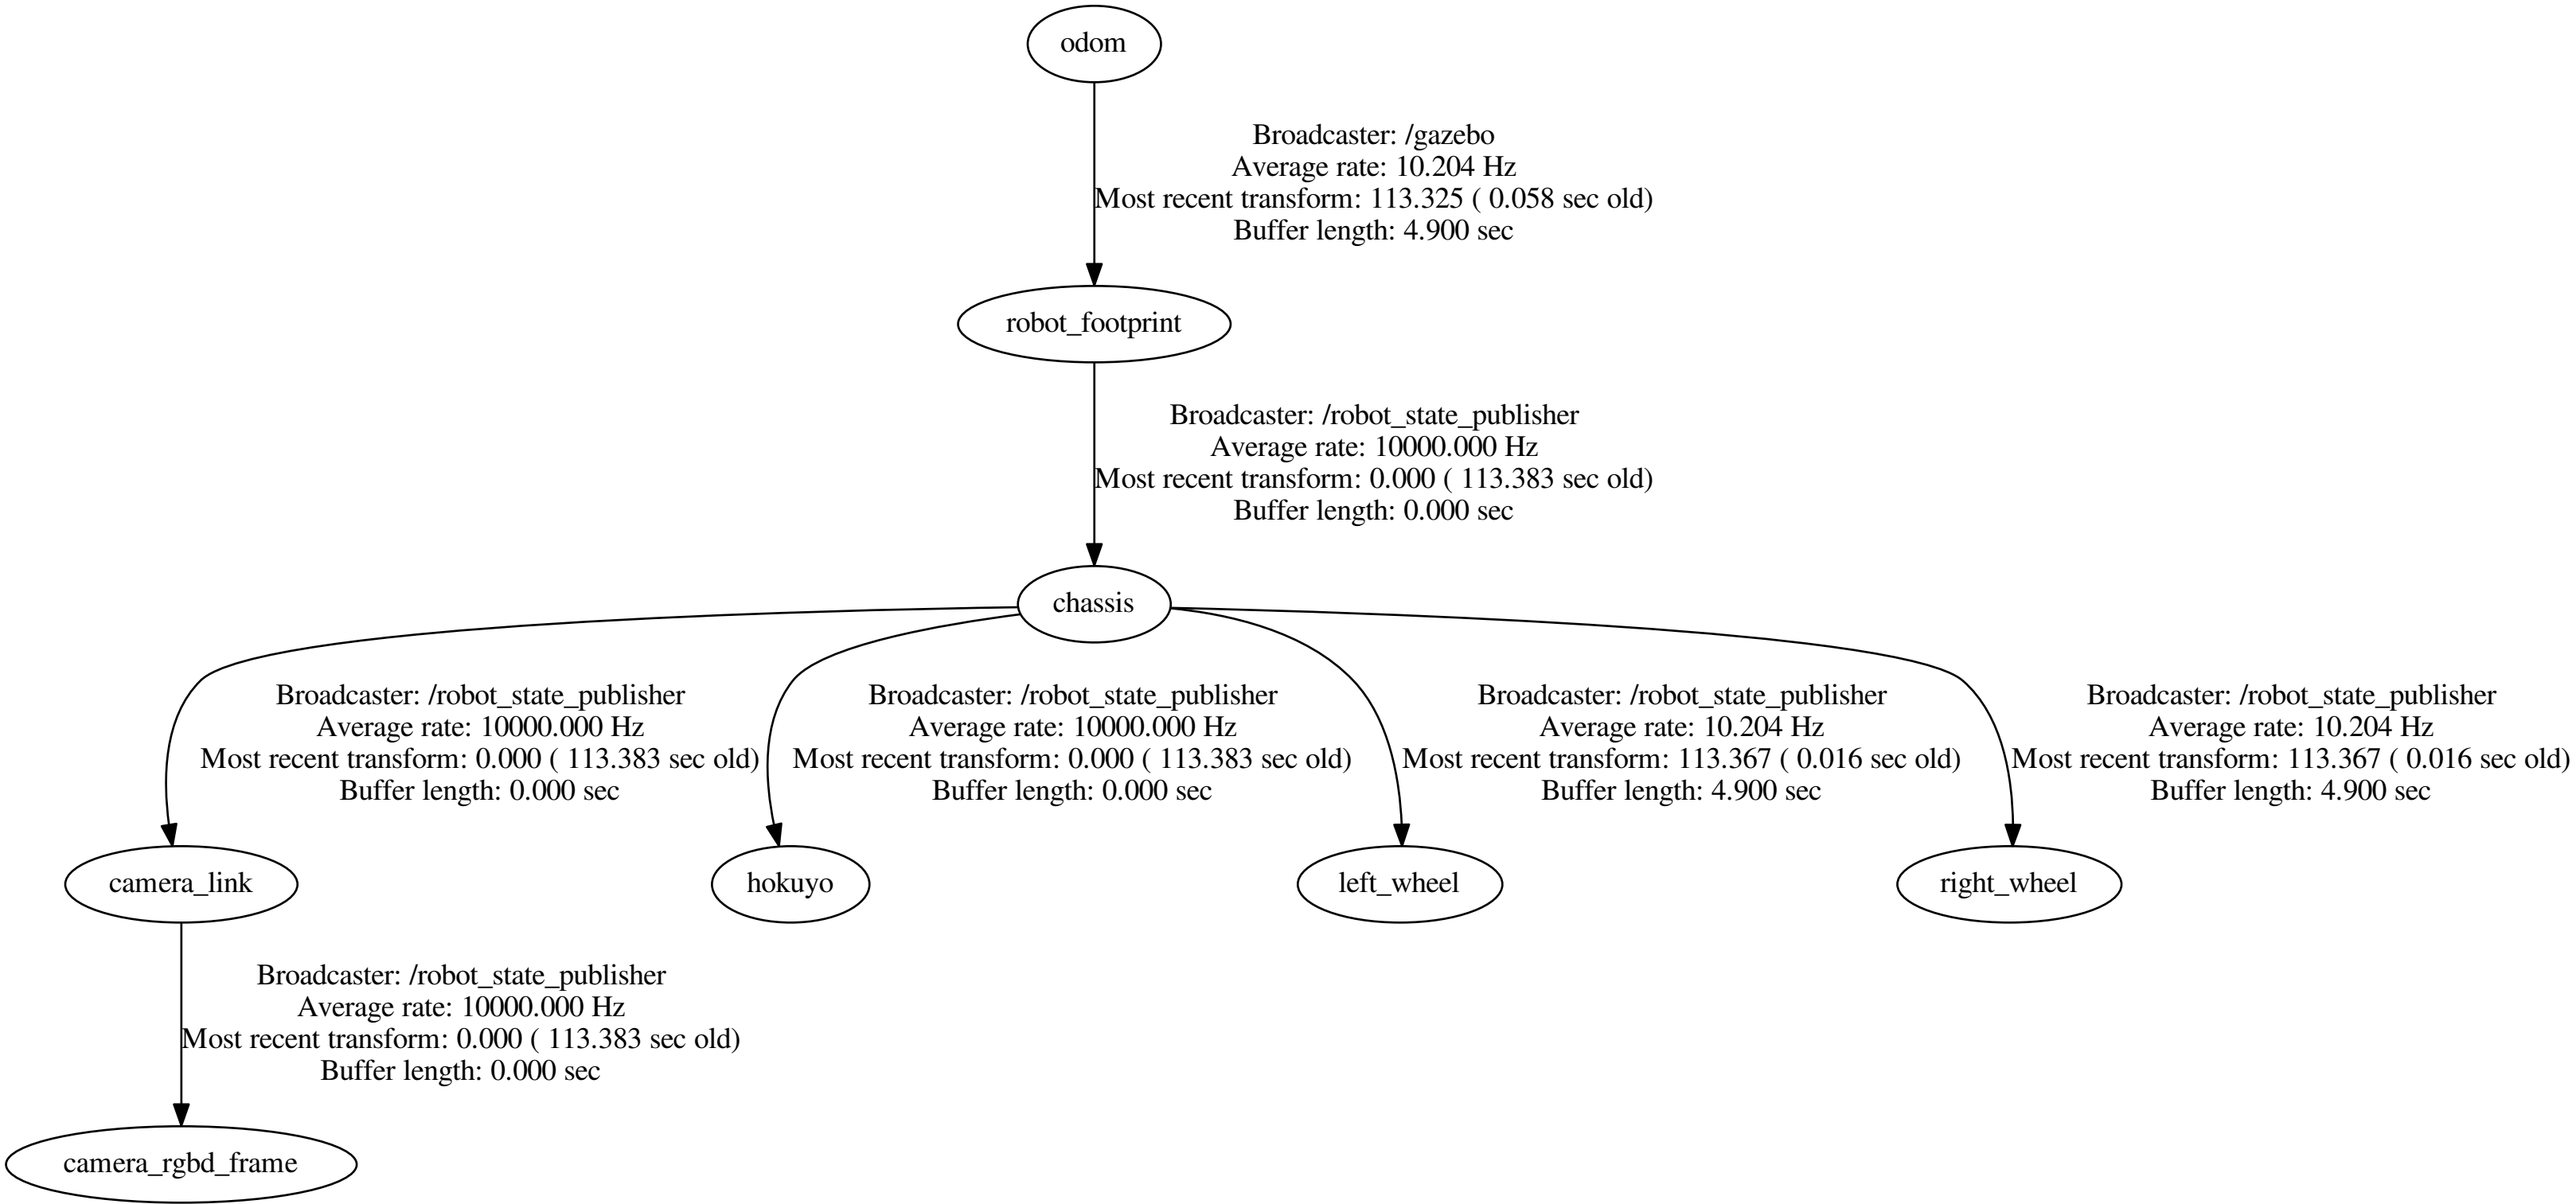 odom
Broadcaster: /gazebo
Average rate: 10.204 Hz
Most recent transform: 113.325 ( 0.058 sec old)
Buffer length: 4.900 sec
robot_footprint
Broadcaster: /robot_state_publisher
Average rate: 10000.000 Hz
Most recent transform: 0.000 ( 113.383 sec old)
Buffer length: 0.000 sec
chassis
Broadcaster: /robot_state_publisher
Average rate: 10000.000 Hz
Most recent transform: 0.000 ( 113.383 sec old)
Buffer length: 0.000 sec
Broadcaster: /robot_state_publisher
Average rate: 10000.000 Hz
Most recent transform: 0.000 ( 113.383 sec old)
Buffer length: 0.000 sec
Broadcaster: /robot_state_publisher
Average rate: 10.204 Hz
Most recent transform: 113.367 ( 0.016 sec old)
Buffer length: 4.900 sec
Broadcaster: /robot_state_publisher
Average rate: 10.204 Hz
Most recent transform: 113.367 ( 0.016 sec old)
Buffer length: 4.900 sec
camera_link
hokuyo
left_wheel
right_wheel
Broadcaster: /robot_state_publisher
Average rate: 10000.000 Hz
Most recent transform: 0.000 ( 113.383 sec old)
Buffer length: 0.000 sec
camera_rgbd_frame